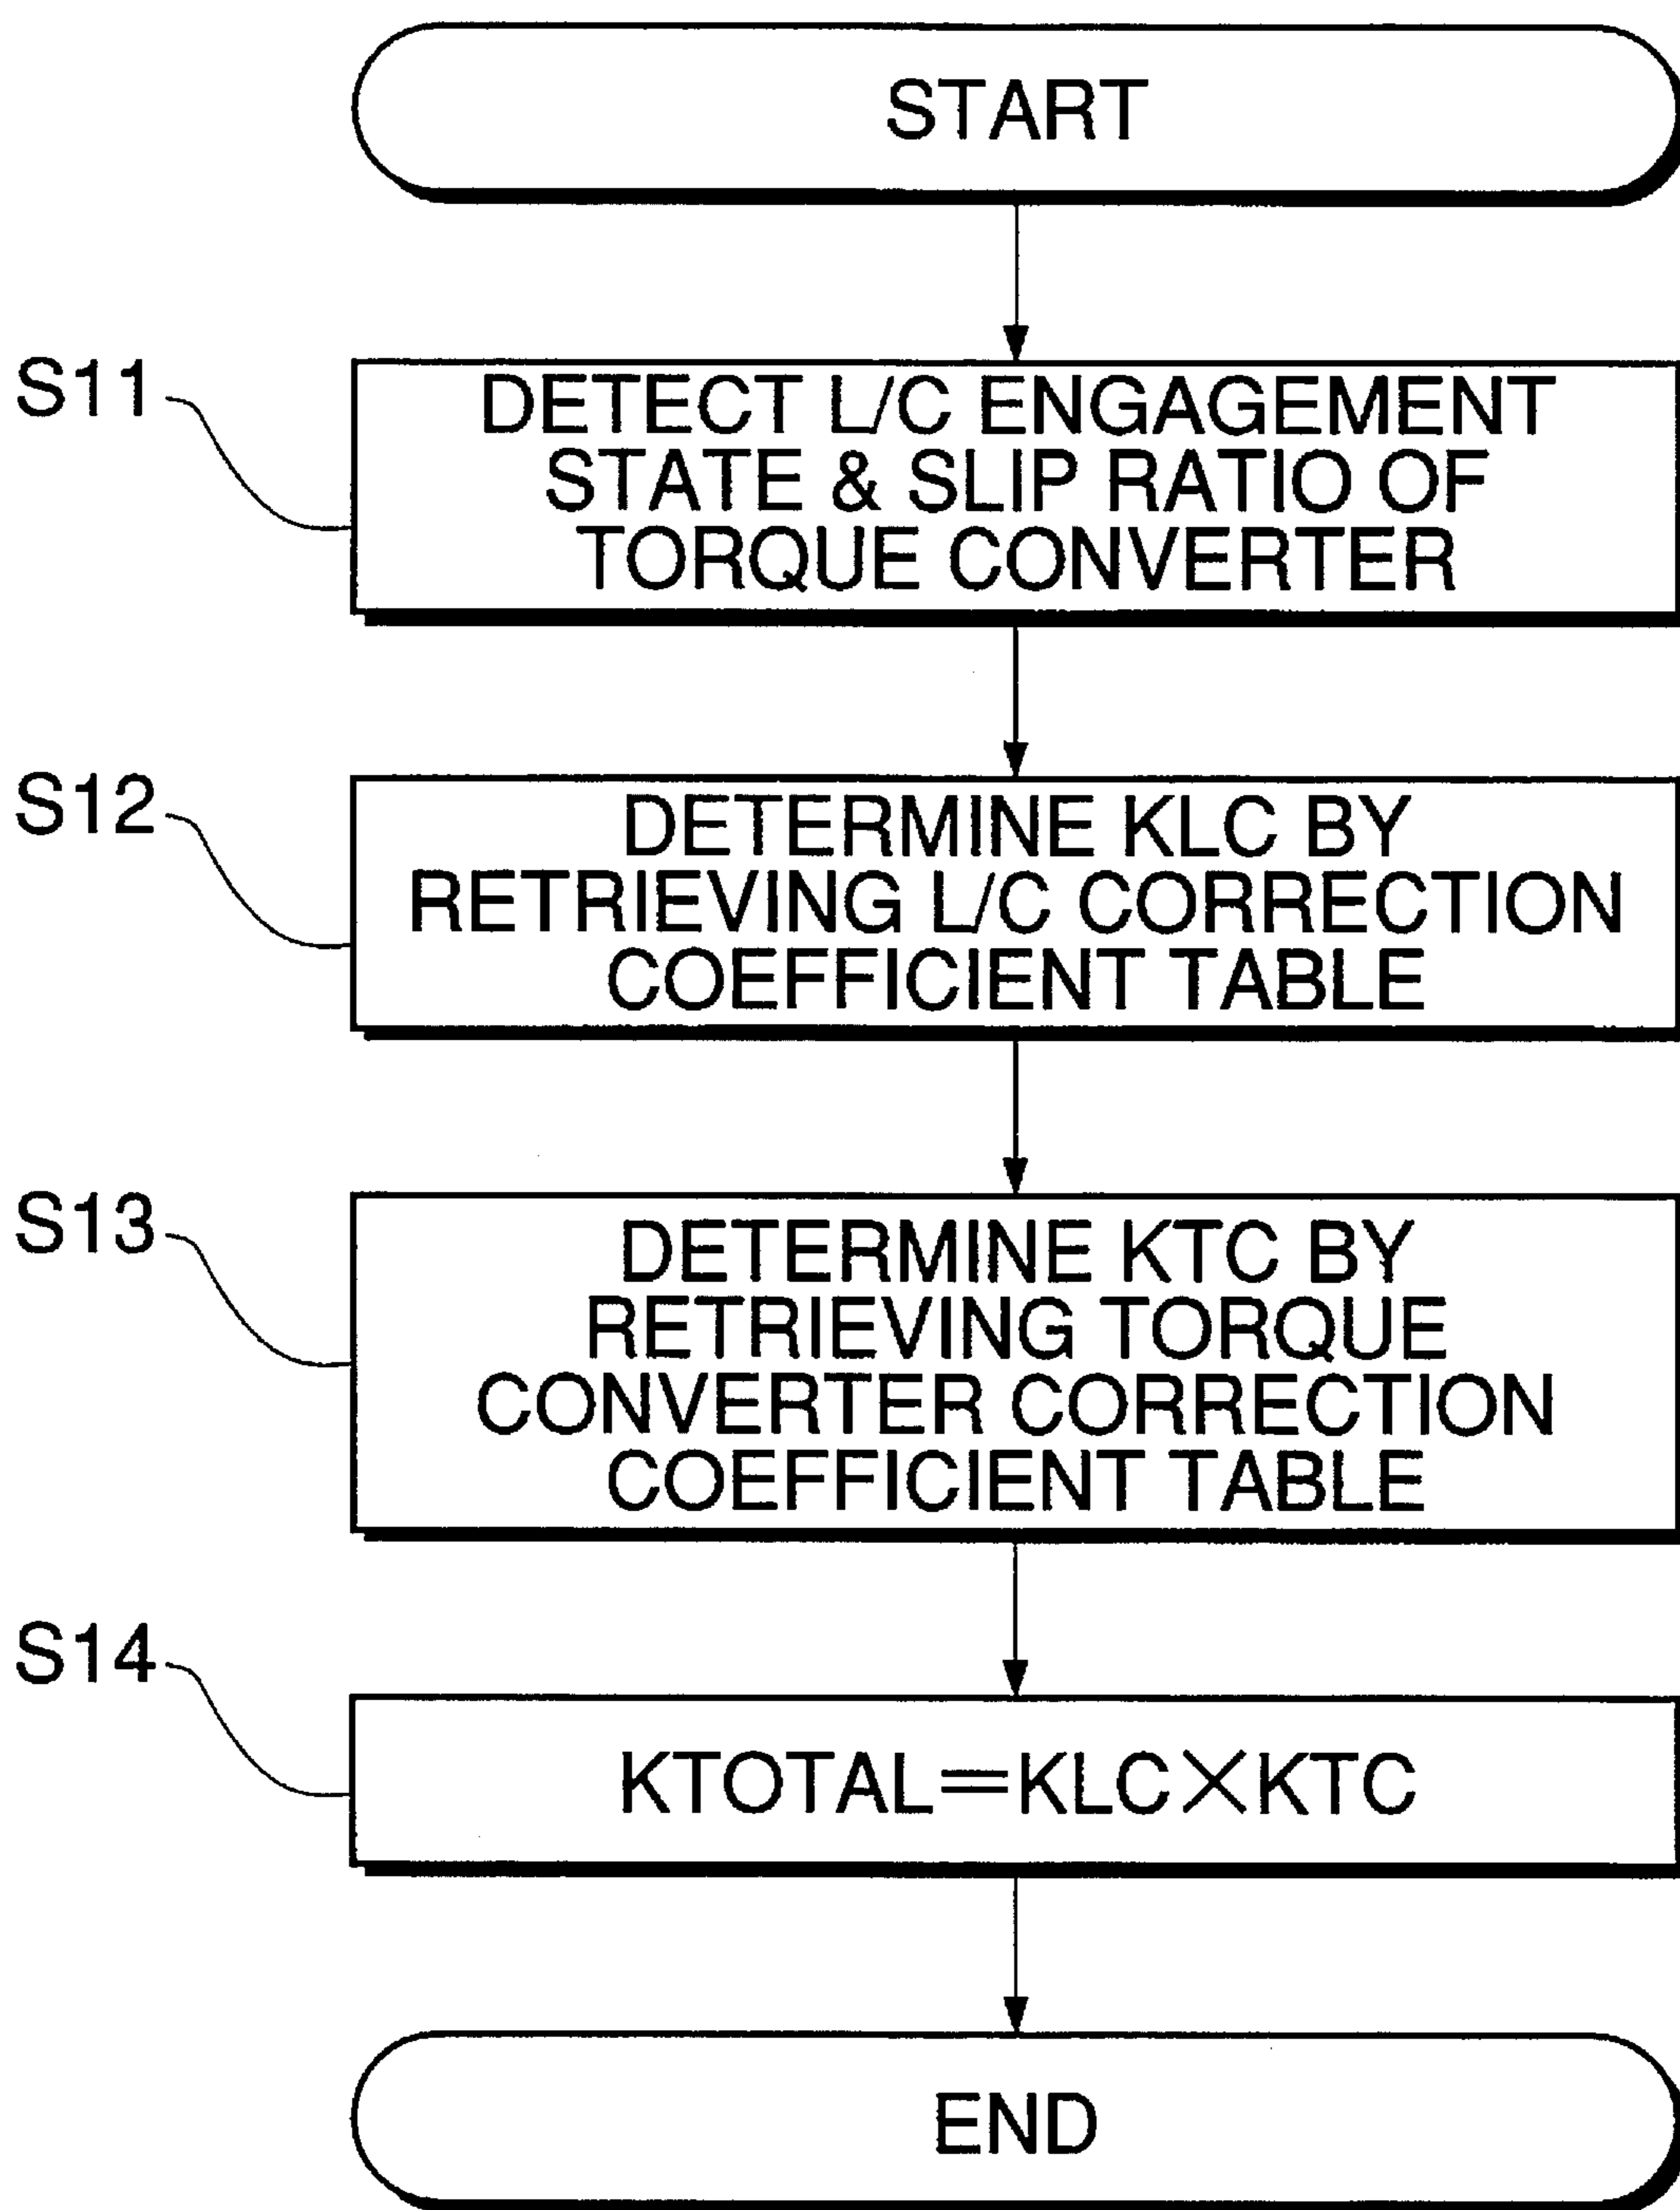 START
S11
DETECT L/C ENGAGEMENT
STATE & SLIP RATIO OF
TORQUE CONVERTER
S12
DETERMINE KLC BY
RETRIEVING L/C CORRECTION
COEFFICIENT TABLE
S13
DETERMINE KTC BY
RETRIEVING TORQUE
CONVERTER CORRECTION
COEFFICIENT TABLE
S14
KTOTAL=KLC×KTC
END